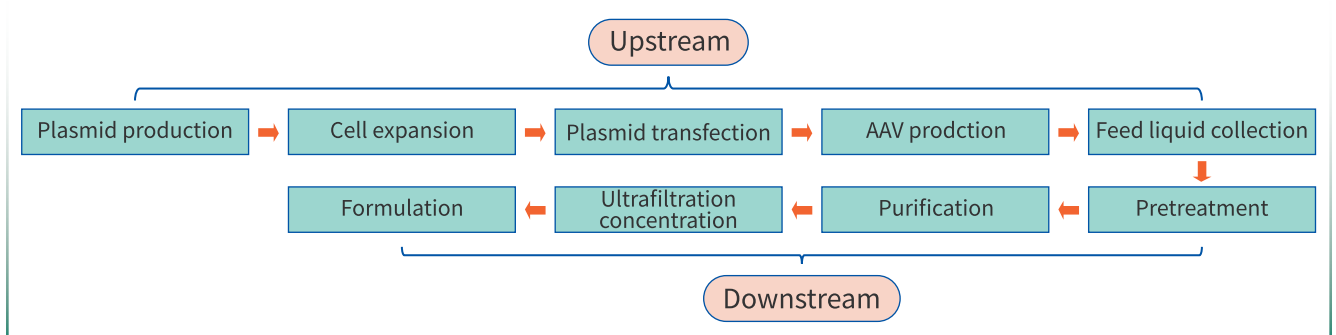 Upstream
Plasmid production
Cell expansion
Plasmid transfection
AAV prodction
Feed liquid collection
Formulation
Ultrafiltration
concentration
Purification
Pretreatment
Downstream